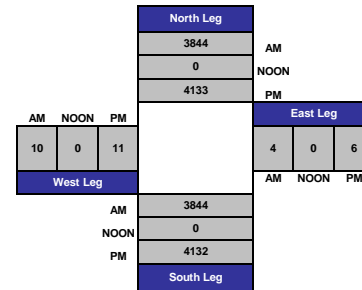 North Leg
3844 AM
0 NOON
4133 PM
AM NOON PM East Leg
10 0 11 4 0 6
West Leg AM NOON PM
AM 3844
NOON 0
PM 4132
South Leg